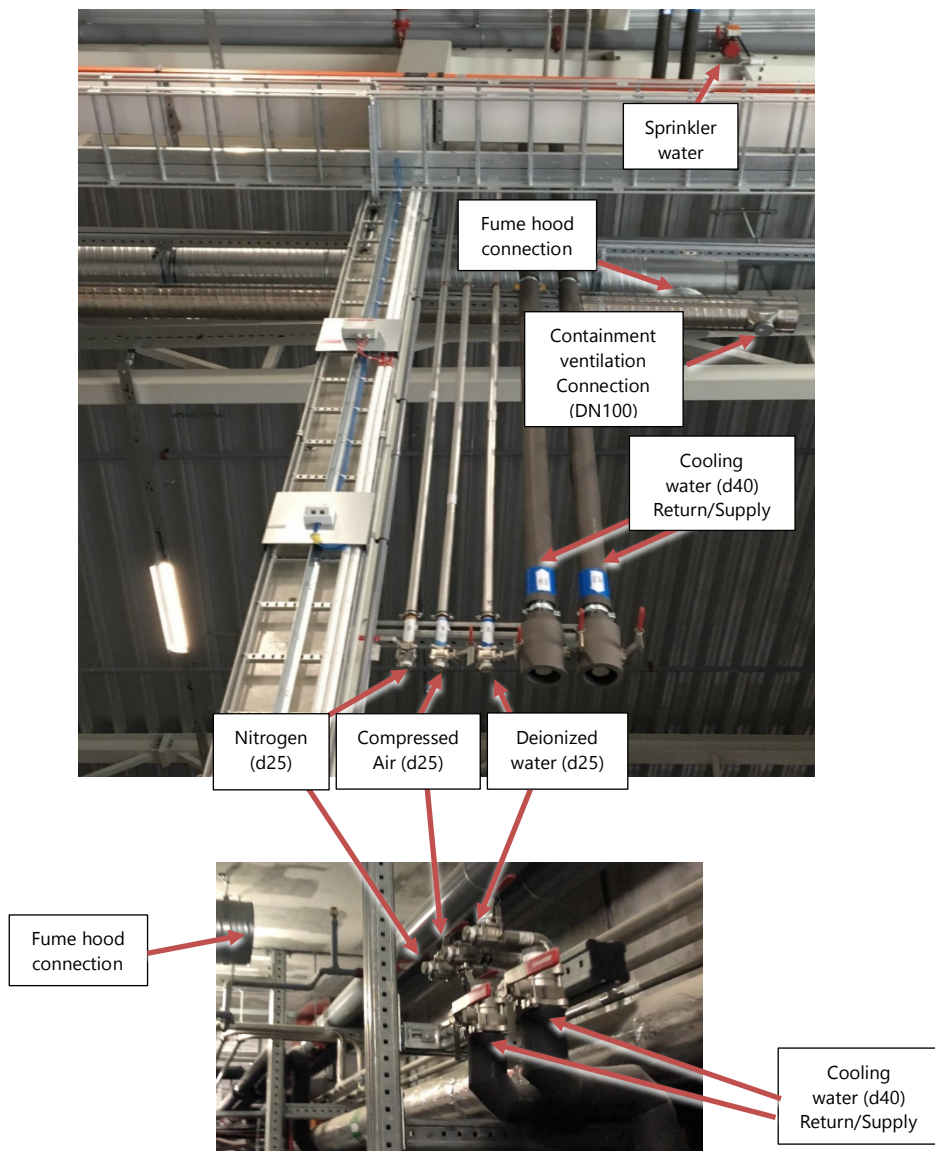 Sprinkler
water
Fume hood
connection
Containment
ventilation
Connection
(DN100)
Cooling
water (d40)
Return/Supply
Nitrogen
(d25)
Compressed
Air (d25)
Deionized
water (d25)
Fume hood
connection
Cooling
water (d40)
Return/Supply